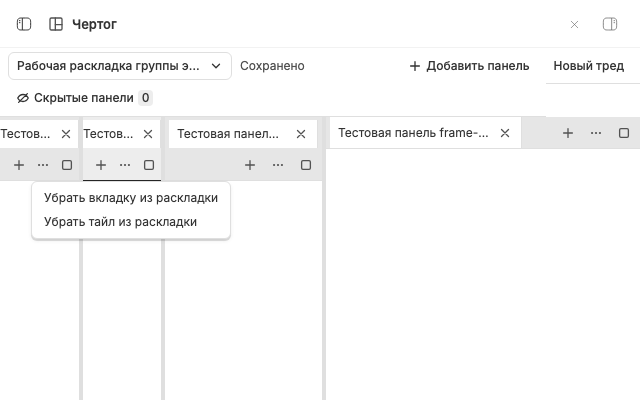 Чертог
Рабочая раскладка группы э...
Сохранено
Добавить панель
Новый тред
Скрытые панели 0
Тестов...
Тестов...
Тестовая панел...
Тестовая панель frame-...
Убрать вкладку из раскладки
Убрать тайл из раскладки